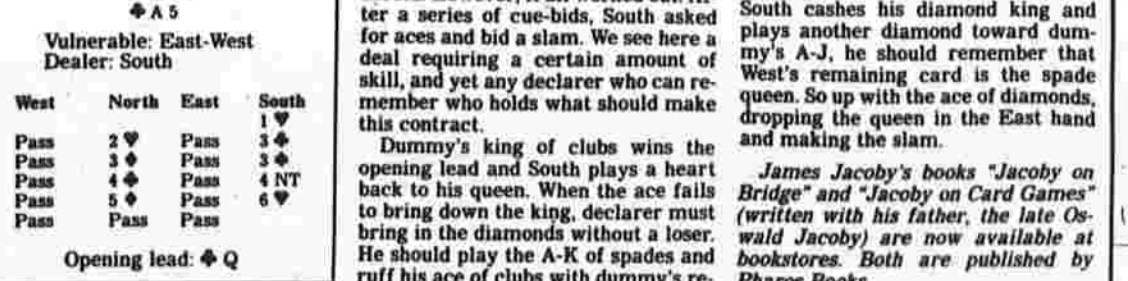 ♣ A 5
Vulnerable: East-West
Dealer: South
West North East South
1 ♥
Pass 2 ♥ Pass 3 ♣
Pass 3 ♦ Pass 3 ♠
Pass 4 ♣ Pass 4 NT
Pass 5 ♦ Pass 6 ♥
Pass Pass Pass
Opening lead: ♣ Q
However, it all worked out. Af-
ter a series of cue-bids, South asked
for aces and bid a slam. We see here a
deal requiring a certain amount of
skill, and yet any declarer who can re-
member who holds what should make
this contract.
Dummy's king of clubs wins the
opening lead and South plays a heart
back to his queen. When the ace fails
to bring down the king, declarer must
bring in the diamonds without a loser.
He should play the A-K of spades and
ruff his ace of clubs with dummy's re-
South cashes his diamond king and
plays another diamond toward dum-
my's A-J, he should remember that
West's remaining card is the spade
queen. So up with the ace of diamonds,
dropping the queen in the East hand
and making the slam.
James Jacoby's books "Jacoby on
Bridge" and "Jacoby on Card Games"
(written with his father, the late Os-
wald Jacoby) are now available at
bookstores. Both are published by
Pharos Books.